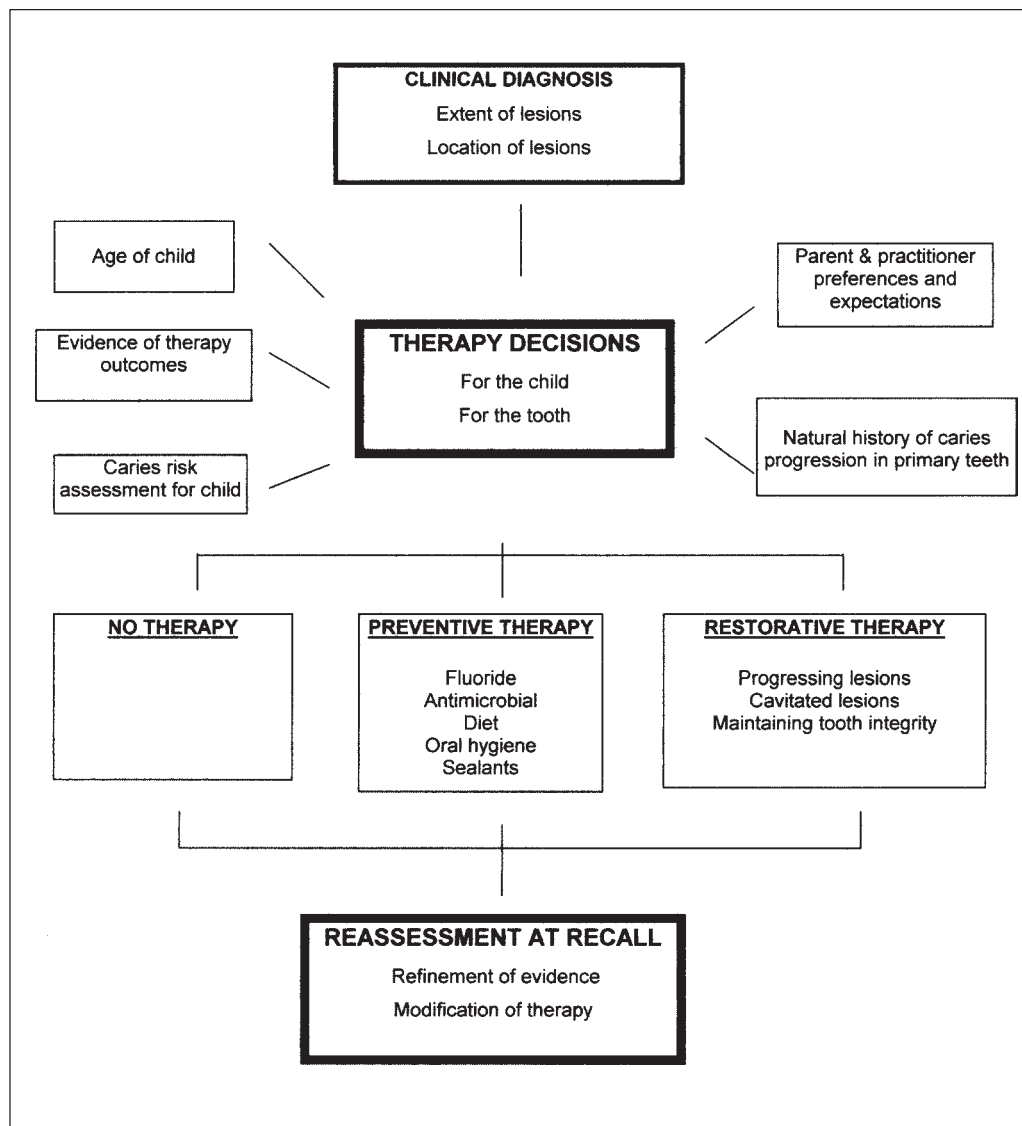 CLINICAL DIAGNOSIS
Extent of lesions
Location of lesions
Age of child
Parent & practitioner
preferences and
expectations
Evidence of therapy
outcomes
THERAPY DECISIONS
For the child
For the tooth
Caries risk
assessment for child
Natural history of caries
progression in primary teeth
NO THERAPY
PREVENTIVE THERAPY
Fluoride
Antimicrobial
Diet
Oral hygiene
Sealants
RESTORATIVE THERAPY
Progressing lesions
Cavitated lesions
Maintaining tooth integrity
REASSESSMENT AT RECALL
Refinement of evidence
Modification of therapy